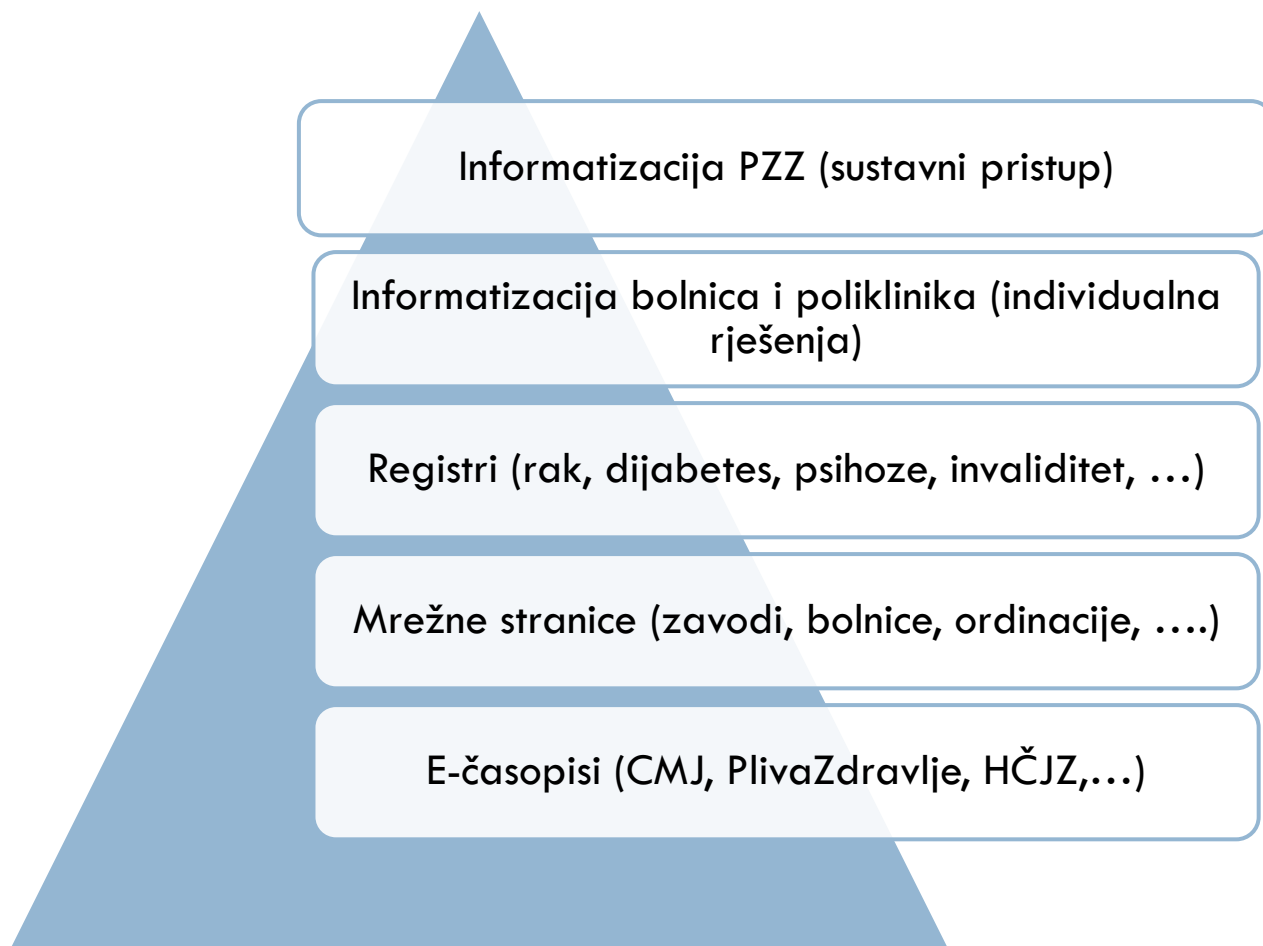 Informatizacija PZZ (sustavni pristup)
Informatizacija bolnica i poliklinika (individualna
rješenja)
Registri (rak, dijabetes, psihoze, invaliditet, …)
Mrežne stranice (zavodi, bolnice, ordinacije, ….)
E-časopisi (CMJ, PlivaZdravlje, HČJZ,…)